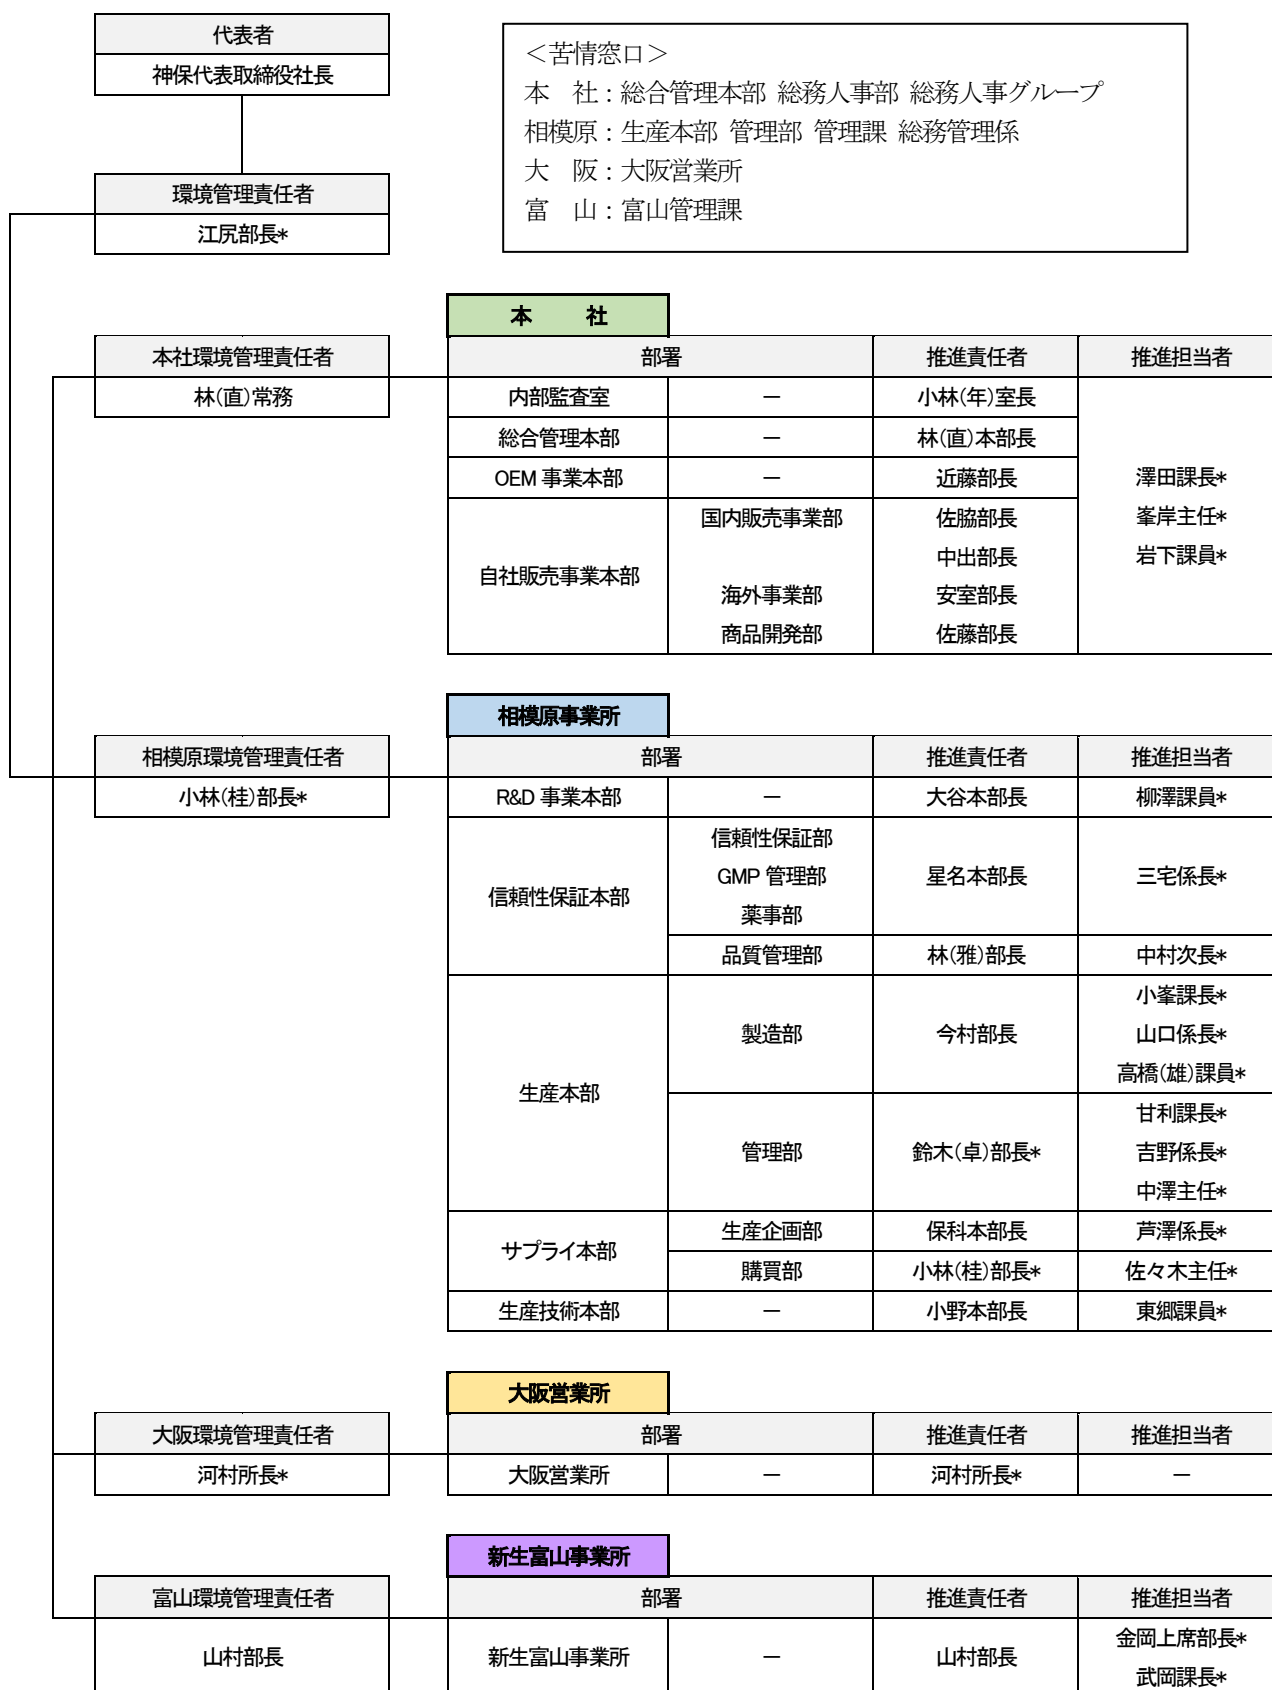 代表者
神保代表取締役社長
＜苦情窓口＞
本　社：総合管理本部 総務人事部 総務人事グループ
相模原：生産本部 管理部 管理課 総務管理係
大　阪：大阪営業所
富　山：富山管理課
環境管理責任者
江尻部長*
本　　社
本社環境管理責任者
林(直)常務
部署 推進責任者 推進担当者
内部監査室 － 小林(年)室長
総合管理本部 － 林(直)本部長
OEM 事業本部 － 近藤部長
自社販売事業本部
国内販売事業部 佐脇部長
中出部長
海外事業部 安室部長
商品開発部 佐藤部長
澤田課長*
峯岸主任*
岩下課員*
相模原事業所
相模原環境管理責任者
小林(桂)部長*
部署 推進責任者 推進担当者
R&D 事業本部 － 大谷本部長 柳澤課員*
信頼性保証本部
信頼性保証部
GMP 管理部 星名本部長 三宅係長*
薬事部
品質管理部 林(雅)部長 中村次長*
生産本部
製造部 今村部長
小峯課長*
山口係長*
高橋(雄)課員*
管理部 鈴木(卓)部長*
甘利課長*
吉野係長*
中澤主任*
サプライ本部
生産企画部 保科本部長 芦澤係長*
購買部 小林(桂)部長* 佐々木主任*
生産技術本部 － 小野本部長 東郷課員*
大阪営業所
大阪環境管理責任者
河村所長*
部署 推進責任者 推進担当者
大阪営業所 － 河村所長* －
新生富山事業所
富山環境管理責任者
山村部長
部署 推進責任者 推進担当者
新生富山事業所 － 山村部長
金岡上席部長*
武岡課長*